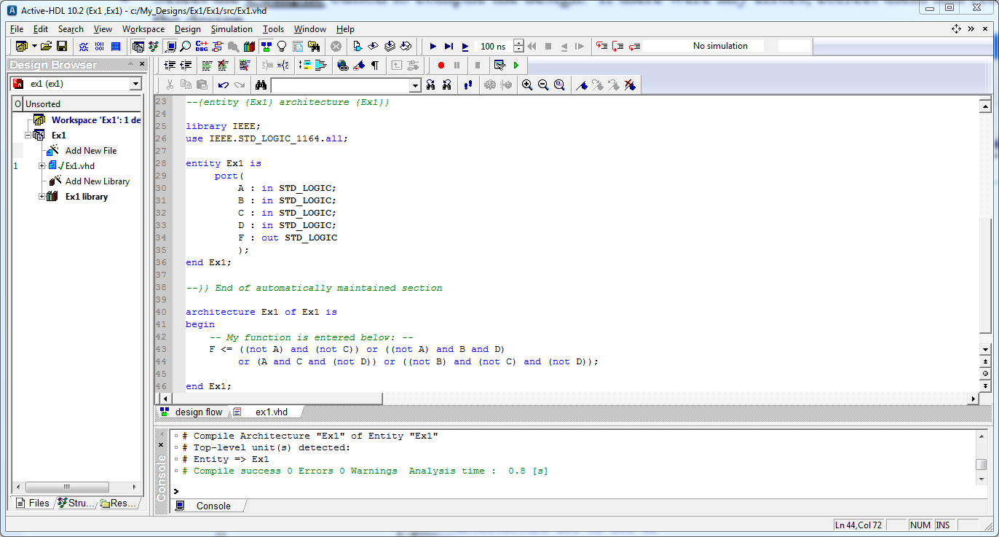 Active-HDL 10.2 (Ex1 ,Ex1) - c:/My_Designs/Ex1/Ex1/src/Ex1.vhd
File Edit Search View Workspace Design Simulation Tools Window Help
100 ns
No simulation
Design Browser
ex1 (ex1)
O Unsorted
Workspace 'Ex1': 1 de
Ex1
Add New File
1 Ex1.vhd
Add New Library
Ex1 library
Files Stru... Res...
23 --{entity {Ex1} architecture {Ex1}}
24
25 library IEEE;
26 use IEEE.STD_LOGIC_1164.all;
27
28 entity Ex1 is
29 port(
30 A : in STD_LOGIC;
31 B : in STD_LOGIC;
32 C : in STD_LOGIC;
33 D : in STD_LOGIC;
34 F : out STD_LOGIC
35 );
36 end Ex1;
37
38 --}} End of automatically maintained section
39
40 architecture Ex1 of Ex1 is
41 begin
42 -- My function is entered below: --
43 F <= ((not A) and (not C)) or ((not A) and B and D)
44 or (A and C and (not D)) or ((not B) and (not C) and (not D));
45
46 end Ex1;
design flow ex1.vhd
# Compile Architecture "Ex1" of Entity "Ex1"
# Top-level unit(s) detected:
# Entity => Ex1
# Compile success 0 Errors 0 Warnings Analysis time : 0.8 [s]
>
Console
Console
Ln 44,Col 72 NUM INS